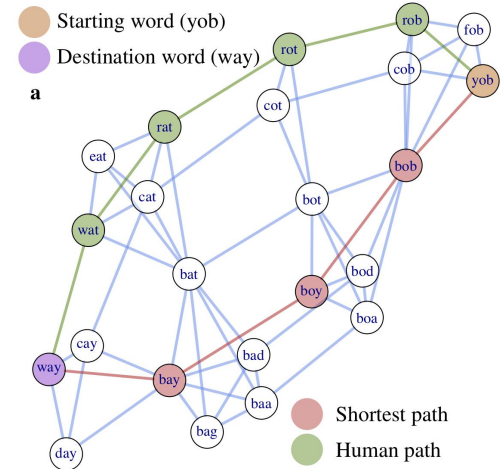 Starting word (yob)
Destination word (way)
a
rob
fob
rot
cob
yob
cot
rat
eat
bob
cat
bot
wat
bat
bod
boy
boa
cay
bad
way
bay
baa
bag
day
Shortest path
Human path